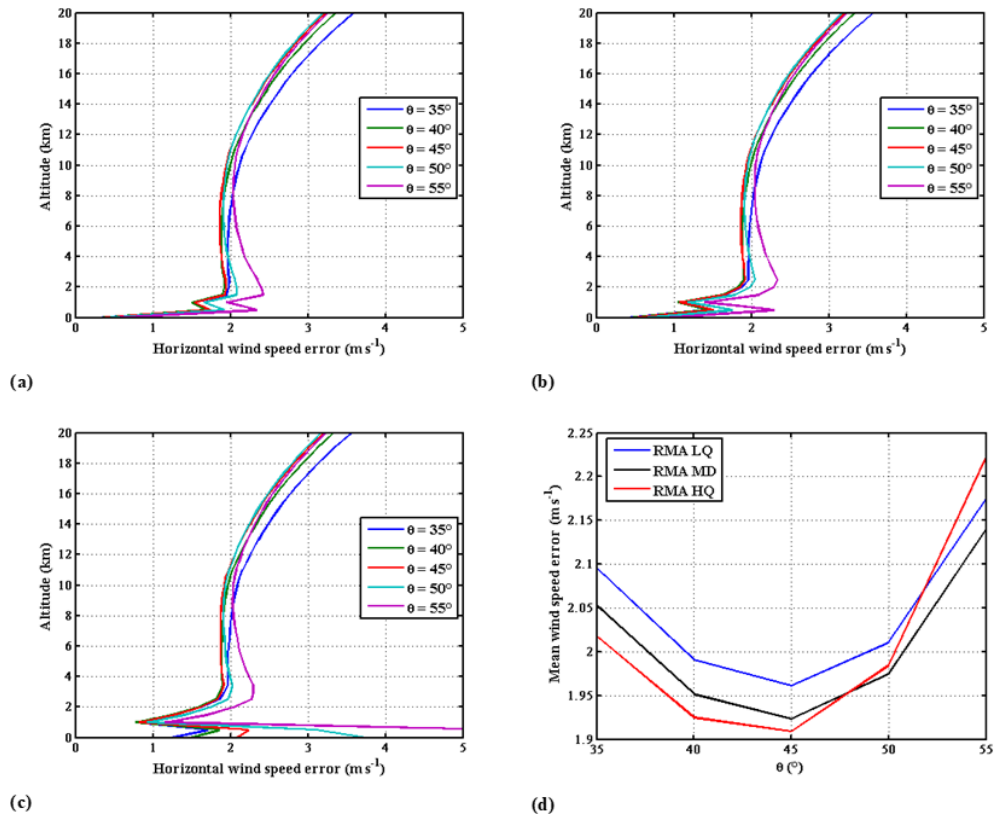 20
18
16
14
12
10
8
6
4
2
0
Altitude (km)
θ = 35°
θ = 40°
θ = 45°
θ = 50°
θ = 55°
0 1 2 3 4 5
Horizontal wind speed error (m s⁻¹)
(a)
20
18
16
14
12
10
8
6
4
2
0
Altitude (km)
θ = 35°
θ = 40°
θ = 45°
θ = 50°
θ = 55°
0 1 2 3 4 5
Horizontal wind speed error (m s⁻¹)
(b)
20
18
16
14
12
10
8
6
4
2
0
Altitude (km)
θ = 35°
θ = 40°
θ = 45°
θ = 50°
θ = 55°
0 1 2 3 4 5
Horizontal wind speed error (m s⁻¹)
(c)
2.25
2.2
2.15
2.1
2.05
2
1.95
1.9
Mean wind speed error (m s⁻¹)
RMA LQ
RMA MD
RMA HQ
35 40 45 50 55
θ (°)
(d)